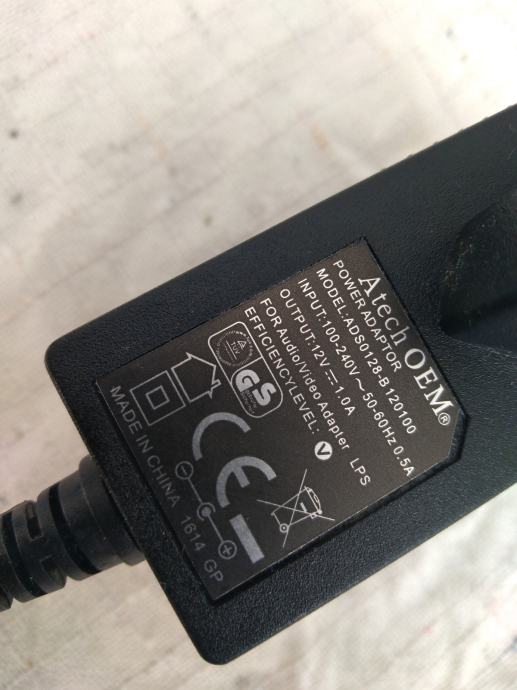 Atech OEM®
POWER ADAPTOR
MODEL:ADS0128-B 120100
INPUT:100-240V~50-60Hz 0.5A
OUTPUT:12V⎓1.0A
FOR Audio/Video Adapter LPS
EFFICIENCY LEVEL: V
TÜV
GS
CE
MADE IN CHINA 1614 GP